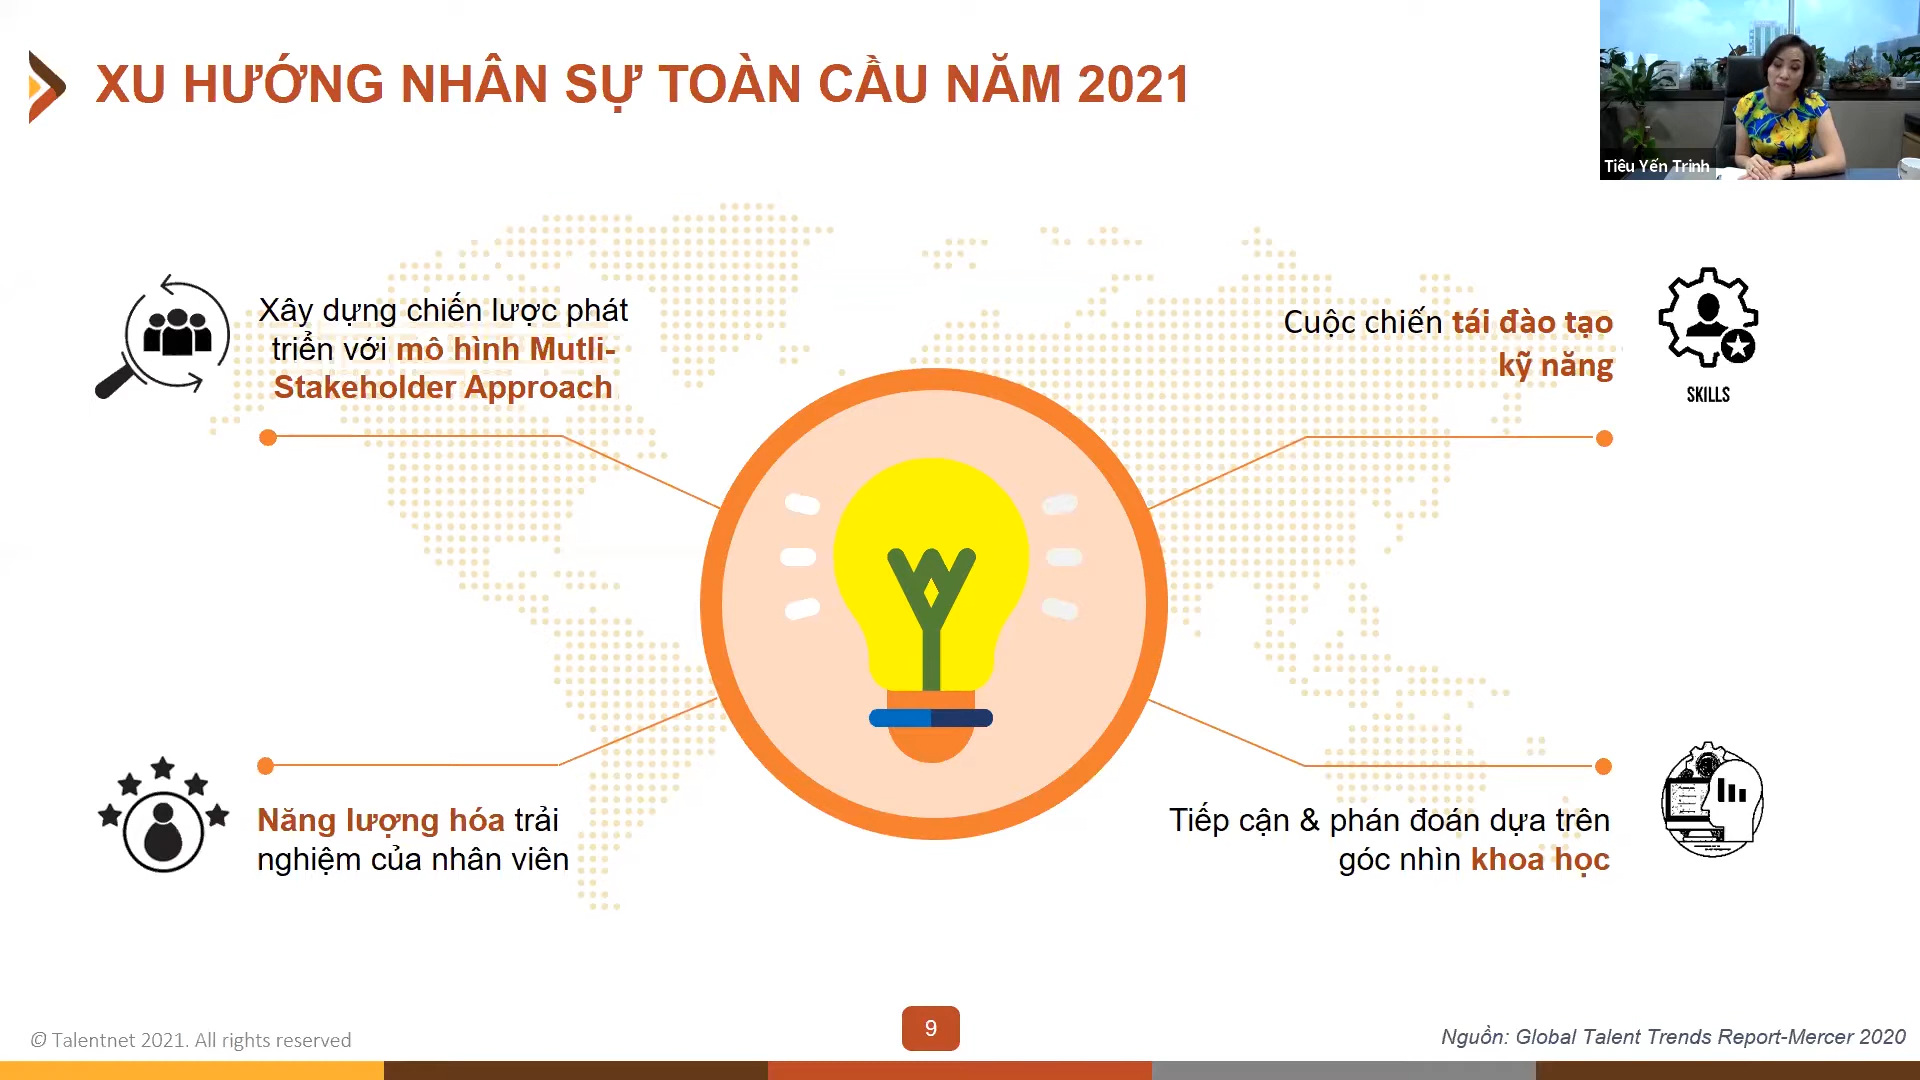 XU HƯỚNG NHÂN SỰ TOÀN CẦU NĂM 2021
Tiêu Yến Trinh
Xây dựng chiến lược phát
triển với mô hình Mutli-
Stakeholder Approach
Cuộc chiến tái đào tạo
kỹ năng
SKILLS
Năng lượng hóa trải
nghiệm của nhân viên
Tiếp cận & phán đoán dựa trên
góc nhìn khoa học
© Talentnet 2021. All rights reserved
9
Nguồn: Global Talent Trends Report-Mercer 2020